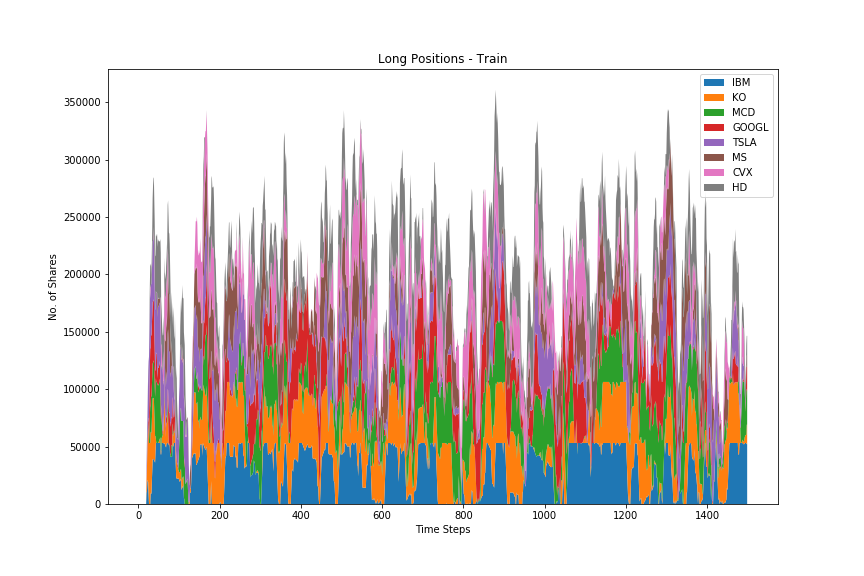 Long Positions - Train
IBM
KO
MCD
GOOGL
TSLA
MS
CVX
HD
350000
300000
250000
200000
150000
100000
50000
0
No. of Shares
0 200 400 600 800 1000 1200 1400
Time Steps